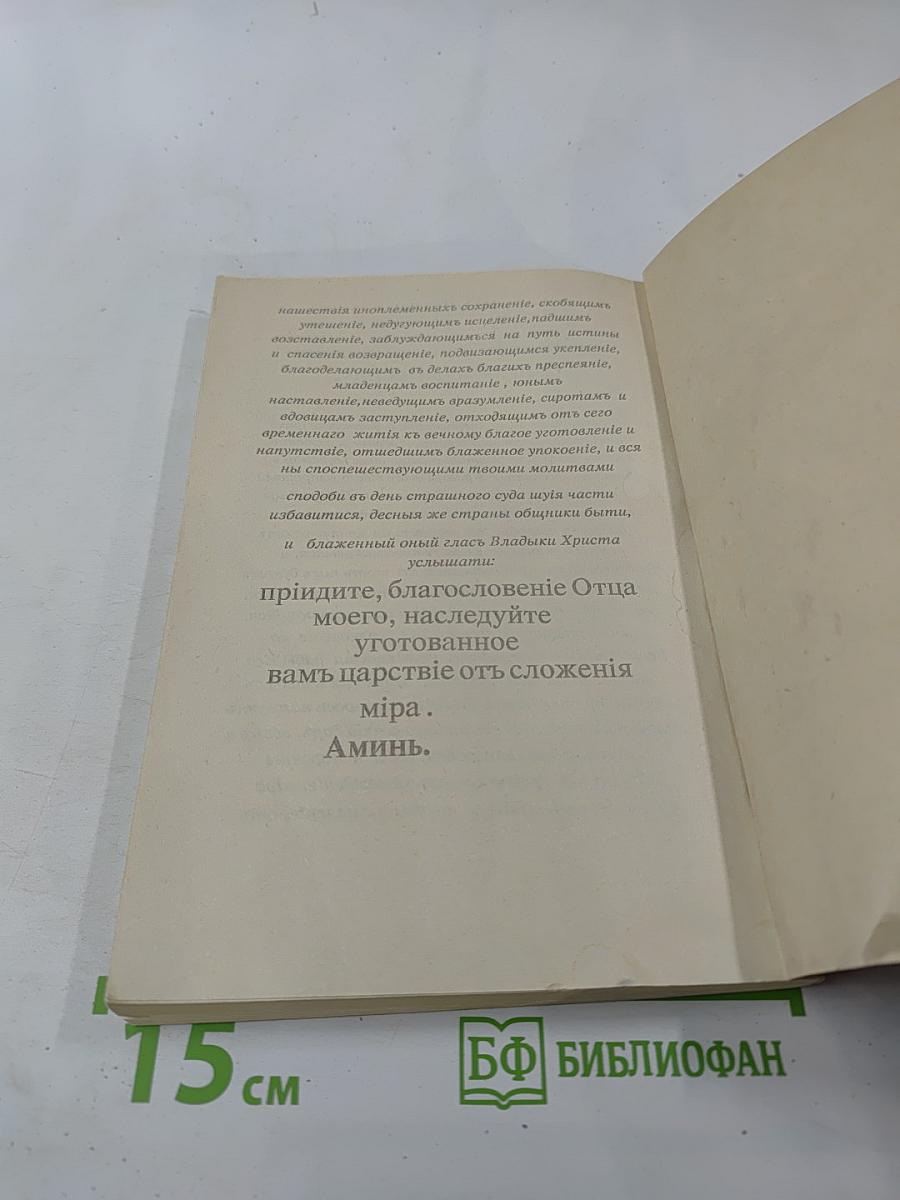 нашествія иноплеменныхъ сохраненіе, скобящимъ
утешеніе, недугующимъ исцеленіе,падшимъ
возставленіе, заблуждающимъся на путь истины
и спасенія возвращеніе, подвизающимся укепленіе,
благоделающимъ въ делахъ благихъ преспеяніе,
младенцамъ воспитаніе , юнымъ
наставленіе,неведущимъ вразумленіе, сиротамъ и
вдовицамъ заступленіе, отходящимъ отъ сего
временнаго житія къ вечному благое уготовленіе и
напутствіе, отшедшимъ блаженное упокоеніе, и вся
ны споспешествующими твоими молитвами
сподоби въ день страшного суда шуія части
избавитися, десныя же страны общники быти,
и блаженный оный гласъ Владыки Христа
услышати:
пріидите, благословеніе Отца
моего, наследуйте
уготованное
вамъ царствіе отъ сложенія
міра .
Аминь.
15 см
БФ БИБЛИОФАН